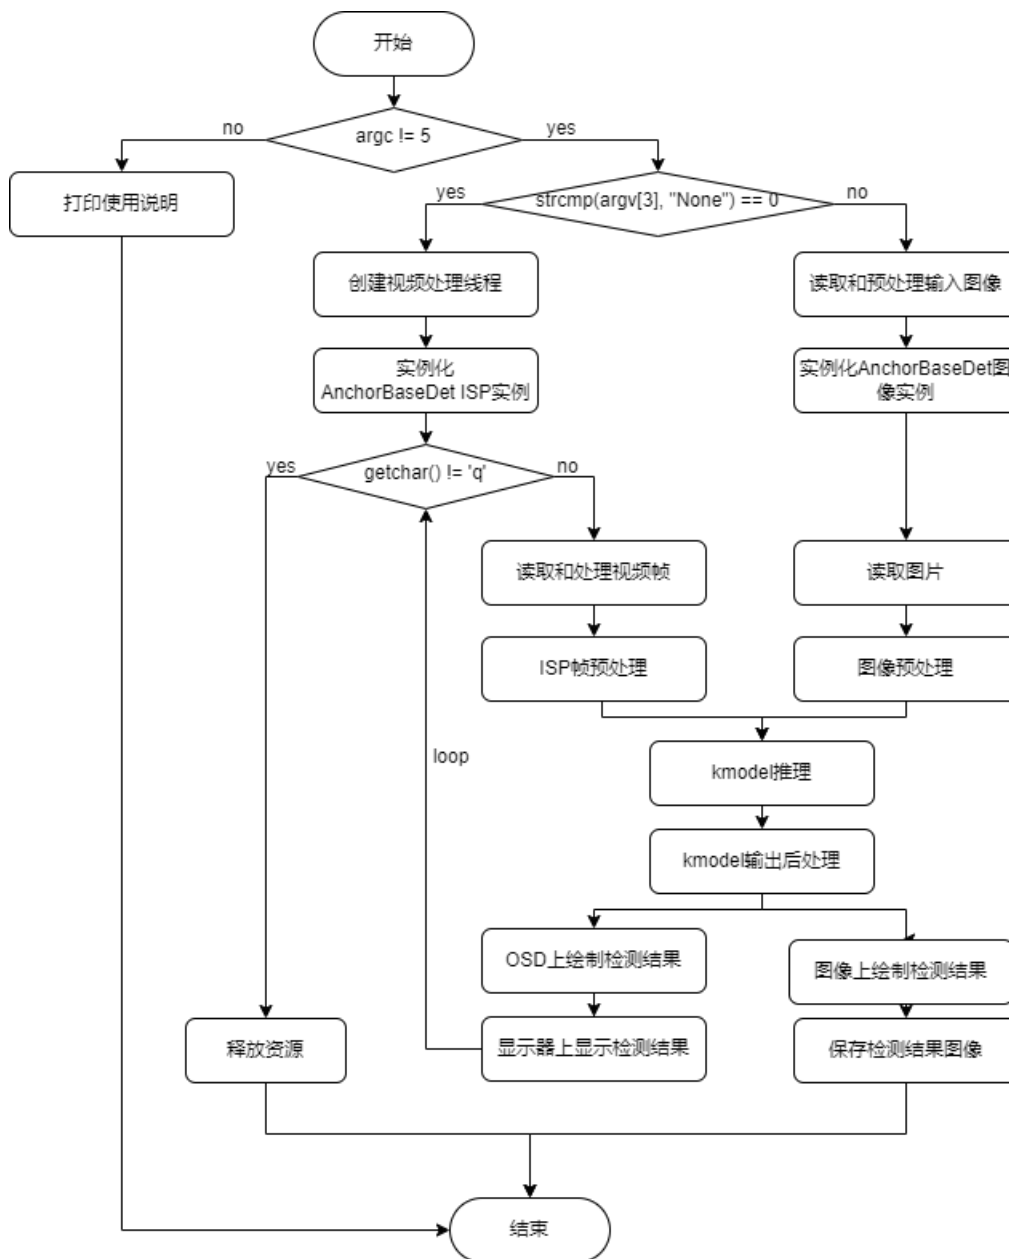 开始
argc != 5
no
yes
打印使用说明
strcmp(argv[3], "None") == 0
yes
no
创建视频处理线程
读取和预处理输入图像
实例化
AnchorBaseDet ISP实例
实例化AnchorBaseDet图
像实例
getchar() != 'q'
yes
no
读取和处理视频帧
读取图片
ISP帧预处理
图像预处理
loop
kmodel推理
kmodel输出后处理
OSD上绘制检测结果
图像上绘制检测结果
释放资源
显示器上显示检测结果
保存检测结果图像
结束